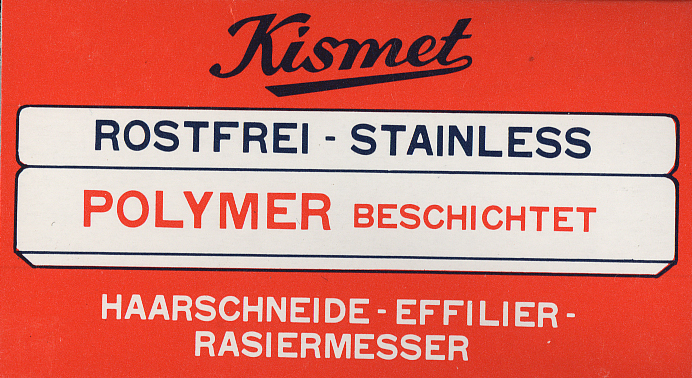 Kismet
ROSTFREI - STAINLESS
POLYMER BESCHICHTET
HAARSCHNEIDE - EFFILIER -
RASIERMESSER